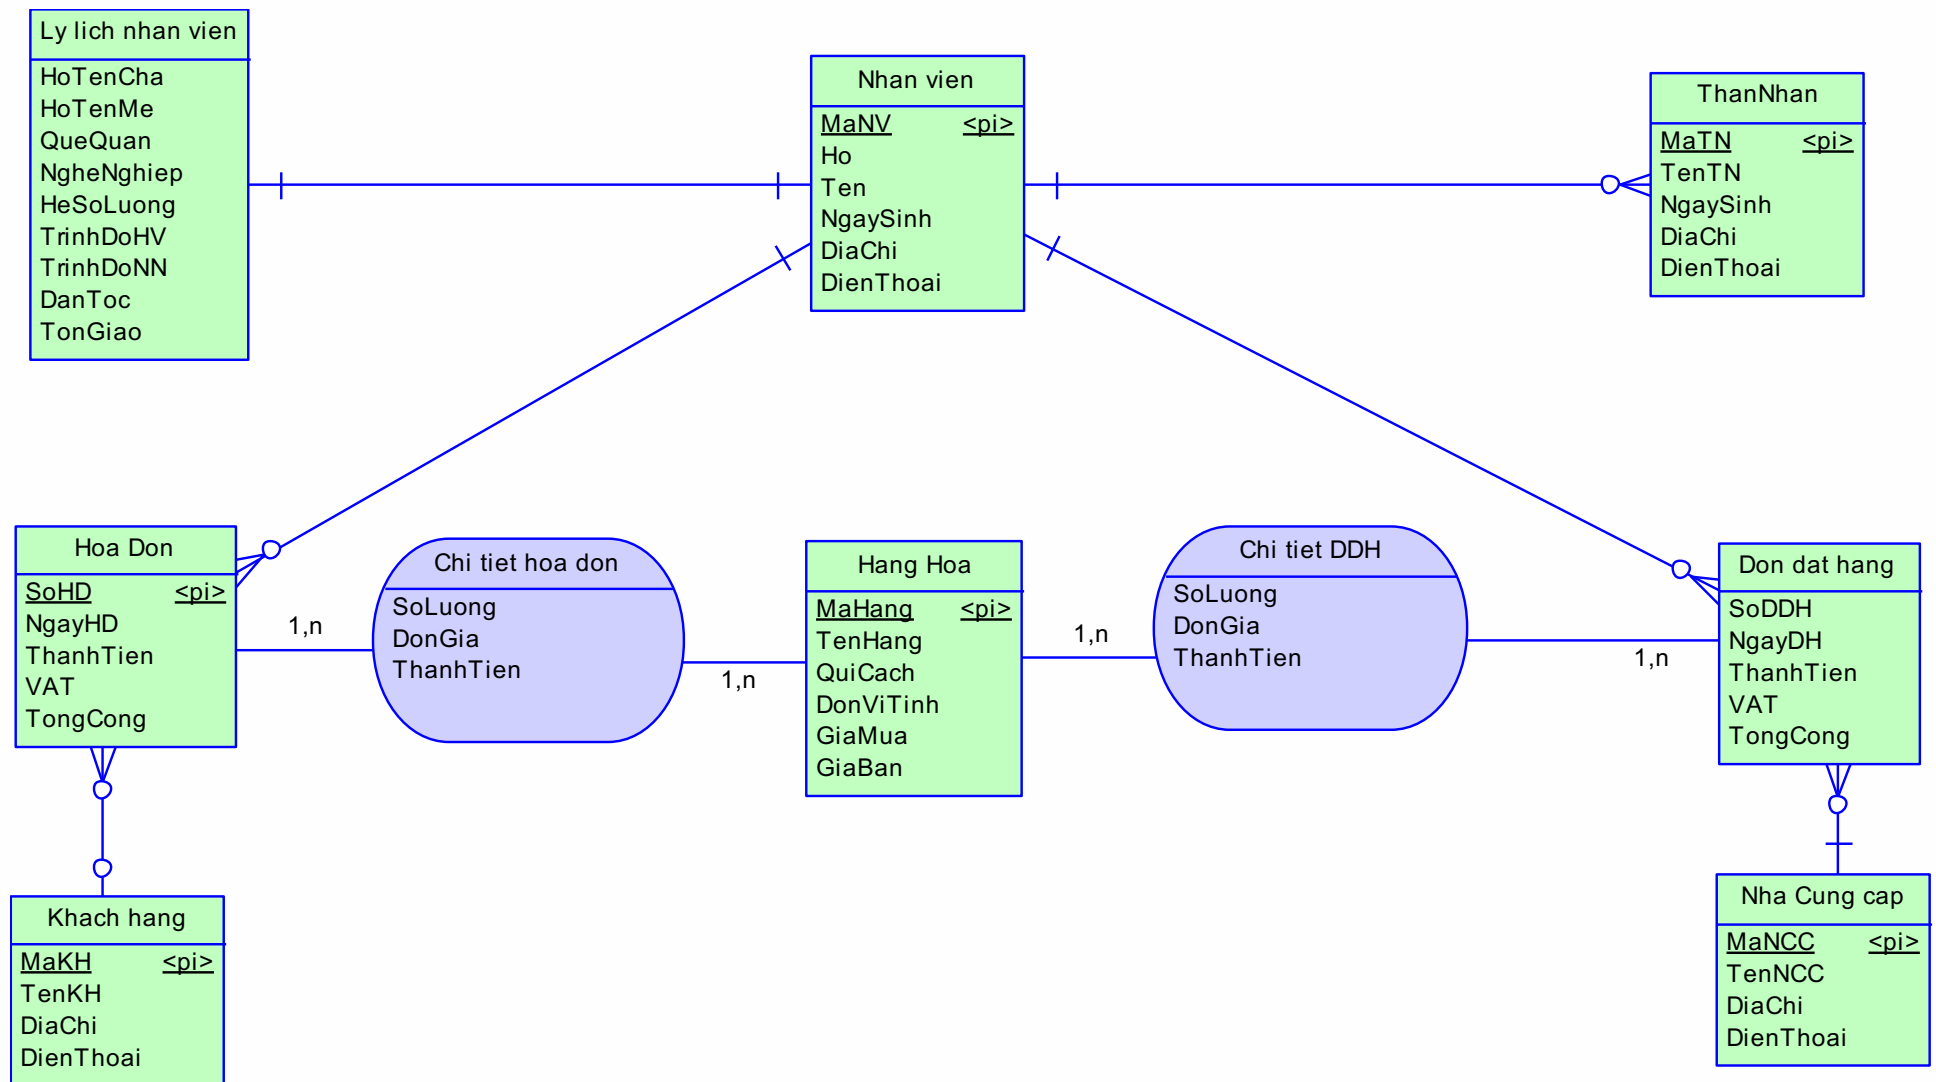 Ly lich nhan vien
HoTenCha
HoTenMe
QueQuan
NgheNghiep
HeSoLuong
TrinhDoHV
TrinhDoNN
DanToc
TonGiao
Nhan vien
MaNV <pi>
Ho
Ten
NgaySinh
DiaChi
DienThoai
ThanNhan
MaTN <pi>
TenTN
NgaySinh
DiaChi
DienThoai
Hoa Don
SoHD <pi>
NgayHD
ThanhTien
VAT
TongCong
1,n
Chi tiet hoa don
SoLuong
DonGia
ThanhTien
1,n
Hang Hoa
MaHang <pi>
TenHang
QuiCach
DonViTinh
GiaMua
GiaBan
1,n
Chi tiet DDH
SoLuong
DonGia
ThanhTien
1,n
Don dat hang
SoDDH
NgayDH
ThanhTien
VAT
TongCong
Khach hang
MaKH <pi>
TenKH
DiaChi
DienThoai
Nha Cung cap
MaNCC <pi>
TenNCC
DiaChi
DienThoai